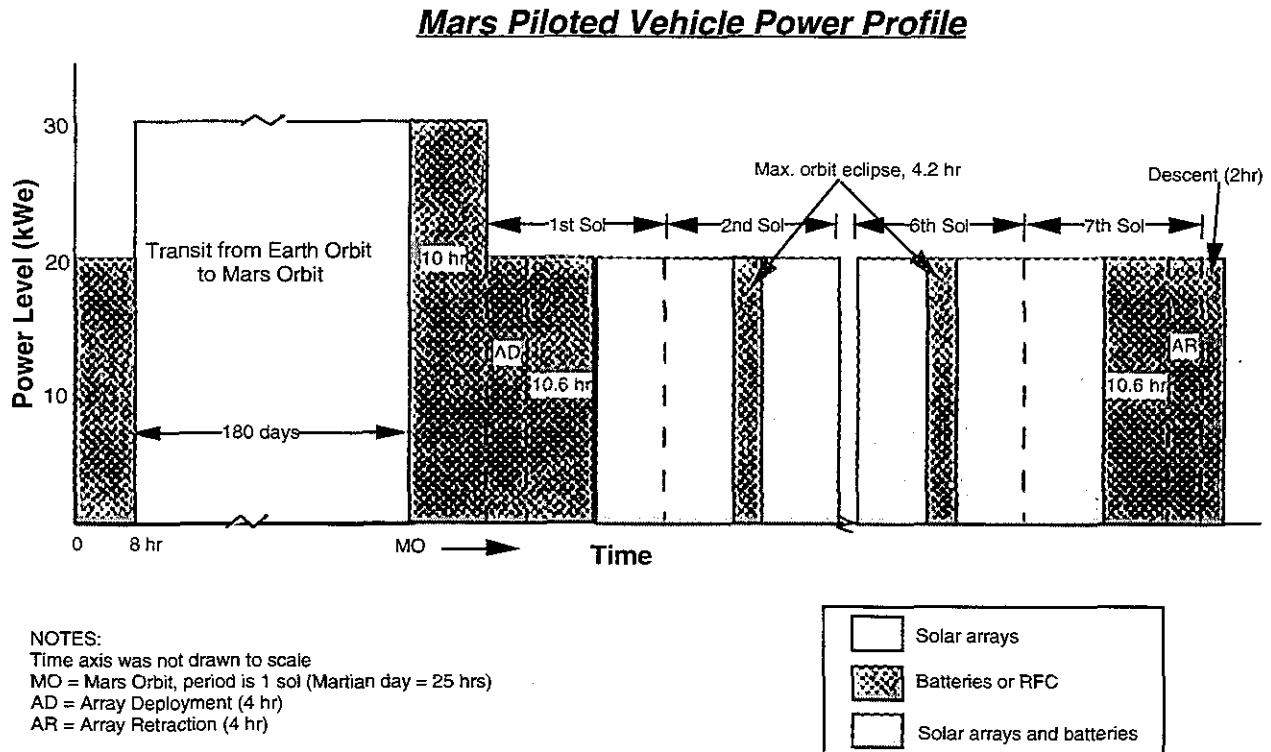 Mars Piloted Vehicle Power Profile
Power Level (kWe)
30
20
10
Transit from Earth Orbit
to Mars Orbit
180 days
10 hr
AD
10.6 hr
Max. orbit eclipse, 4.2 hr
Descent (2hr)
1st Sol
2nd Sol
6th Sol
7th Sol
AR
10.6 hr
0
8 hr
MO
Time
NOTES:
Time axis was not drawn to scale
MO = Mars Orbit, period is 1 sol (Martian day = 25 hrs)
AD = Array Deployment (4 hr)
AR = Array Retraction (4 hr)
Solar arrays
Batteries or RFC
Solar arrays and batteries